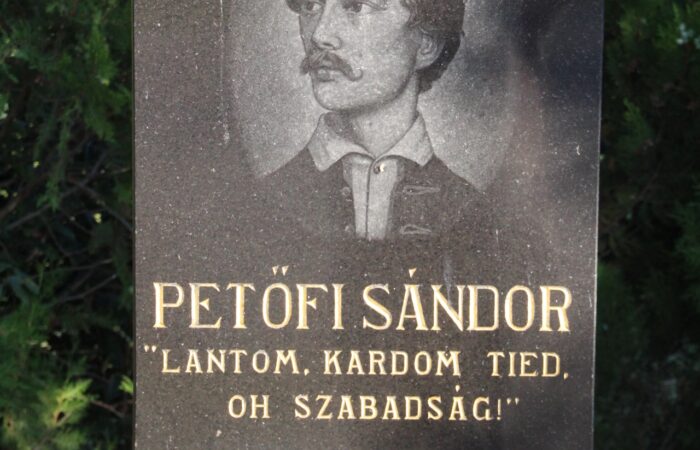 PETŐFI SÁNDOR
"LANTOM, KARDOM TIED,
OH SZABADSÁG!"